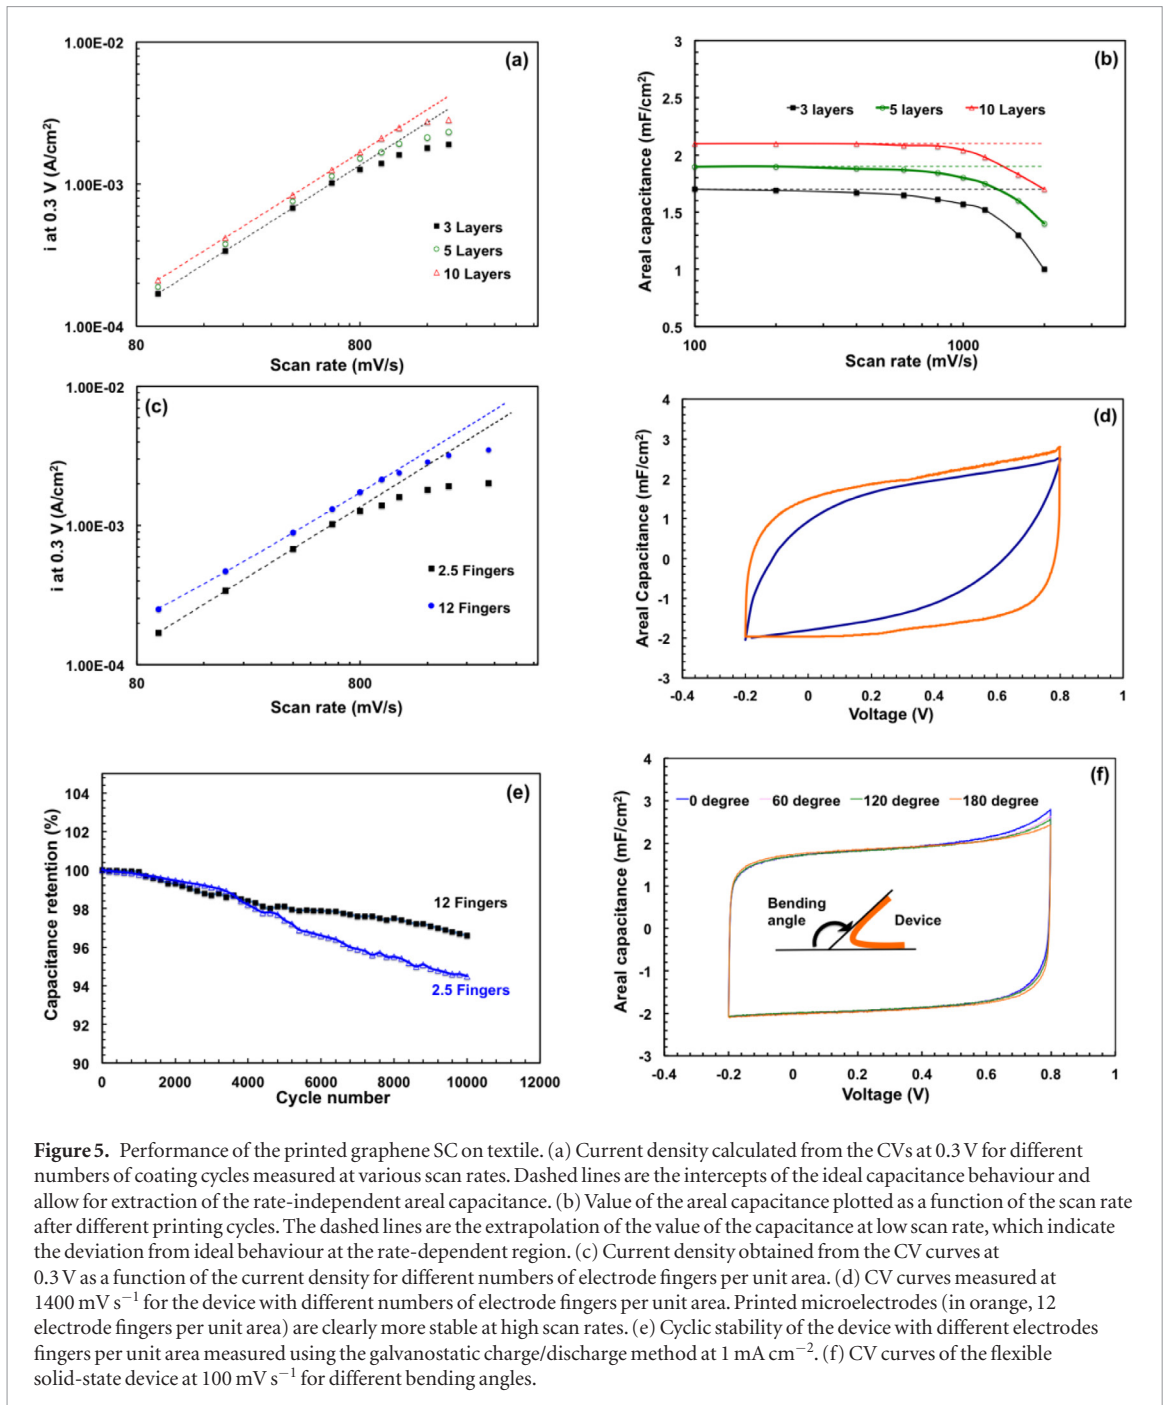 (a)
1.00E-02
1.00E-03
1.00E-04
i at 0.3 V (A/cm²)
3 Layers
5 Layers
10 Layers
80
800
Scan rate (mV/s)
(b)
3
2.5
2
1.5
1
0.5
Areal capacitance (mF/cm²)
3 layers
5 layers
10 Layers
100
1000
Scan rate (mV/s)
(c)
1.00E-02
1.00E-03
1.00E-04
i at 0.3 V (A/cm²)
2.5 Fingers
12 Fingers
80
800
Scan rate (mV/s)
(d)
4
3
2
1
0
-1
-2
-3
Areal Capacitance (mF/cm²)
-0.4
-0.2
0
0.2
0.4
0.6
0.8
1
Voltage (V)
(e)
104
102
100
98
96
94
92
90
Capacitance retention (%)
12 Fingers
2.5 Fingers
0
2000
4000
6000
8000
10000
12000
Cycle number
(f)
4
3
2
1
0
-1
-2
-3
Areal capacitance (mF/cm²)
0 degree
60 degree
120 degree
180 degree
Bending
angle
Device
-0.4
-0.2
0
0.2
0.4
0.6
0.8
1
Voltage (V)
Figure 5. Performance of the printed graphene SC on textile. (a) Current density calculated from the CVs at 0.3 V for different
numbers of coating cycles measured at various scan rates. Dashed lines are the intercepts of the ideal capacitance behaviour and
allow for extraction of the rate-independent areal capacitance. (b) Value of the areal capacitance plotted as a function of the scan rate
after different printing cycles. The dashed lines are the extrapolation of the value of the capacitance at low scan rate, which indicate
the deviation from ideal behaviour at the rate-dependent region. (c) Current density obtained from the CV curves at
0.3 V as a function of the current density for different numbers of electrode fingers per unit area. (d) CV curves measured at
1400 mV s⁻¹ for the device with different numbers of electrode fingers per unit area. Printed microelectrodes (in orange, 12
electrode fingers per unit area) are clearly more stable at high scan rates. (e) Cyclic stability of the device with different electrodes
fingers per unit area measured using the galvanostatic charge/discharge method at 1 mA cm⁻². (f) CV curves of the flexible
solid-state device at 100 mV s⁻¹ for different bending angles.